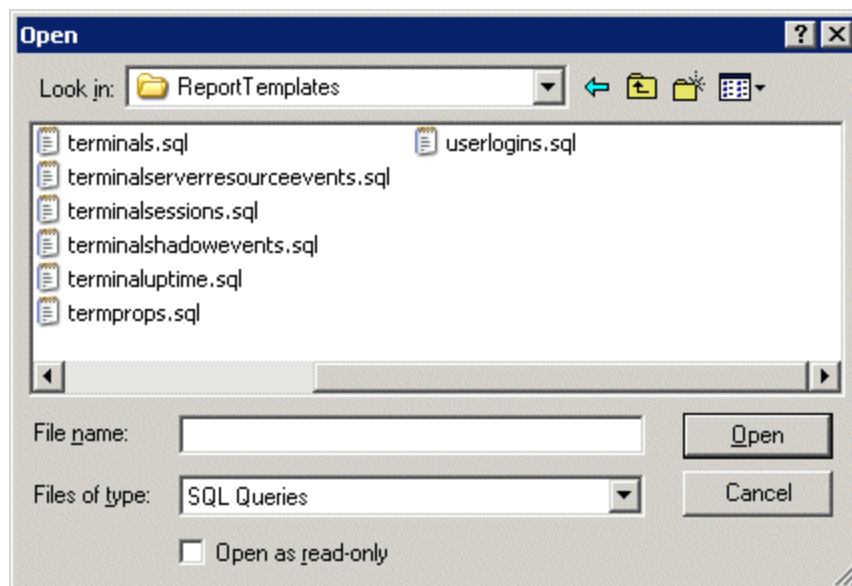 Open
Look in: ReportTemplates
terminals.sql
terminalserverresourceevents.sql
terminalsessions.sql
terminalshadowevents.sql
terminaluptime.sql
termprops.sql
userlogins.sql
File name:
Open
Files of type: SQL Queries
Cancel
Open as read-only